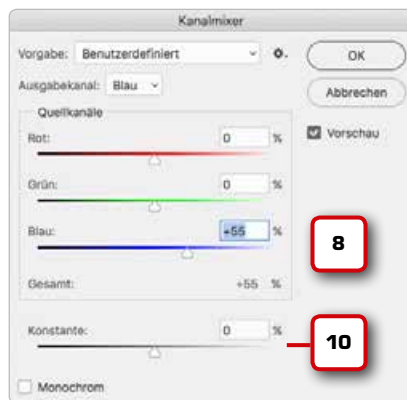 Kanalmixer
Vorgabe: Benutzerdefiniert
OK
Ausgabekanal: Blau
Abbrechen
Quellkanäle
Vorschau
Rot: 0 %
Grün: 0 %
Blau: +55 %
8
Gesamt: +55 %
Konstante: 0 %
10
Monochrom